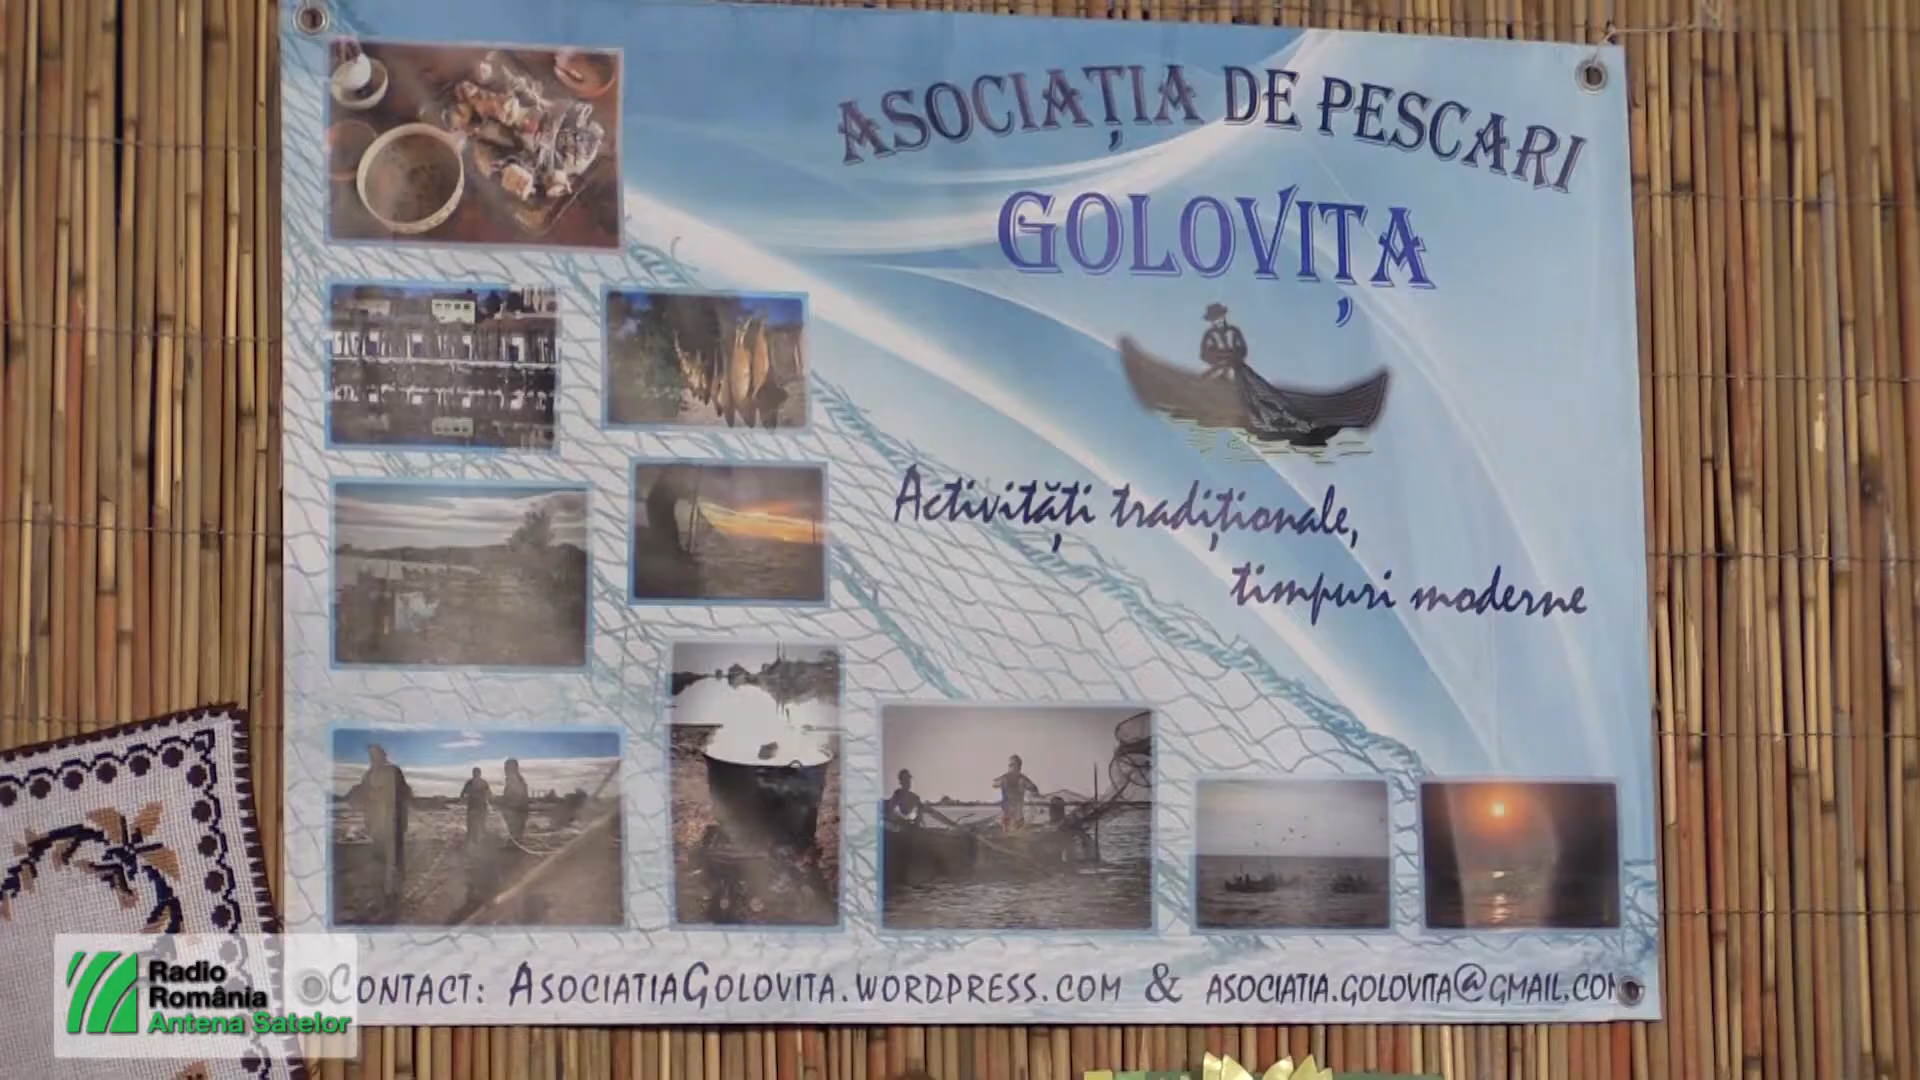 ASOCIAȚIA DE PESCARI
GOLOVIȚA
Activități tradiționale,
timpuri moderne
CONTACT: ASOCIATIAGOLOVITA.WORDPRESS.COM & ASOCIATIA.GOLOVITA@GMAIL.COM
Radio
România
Antena Satelor